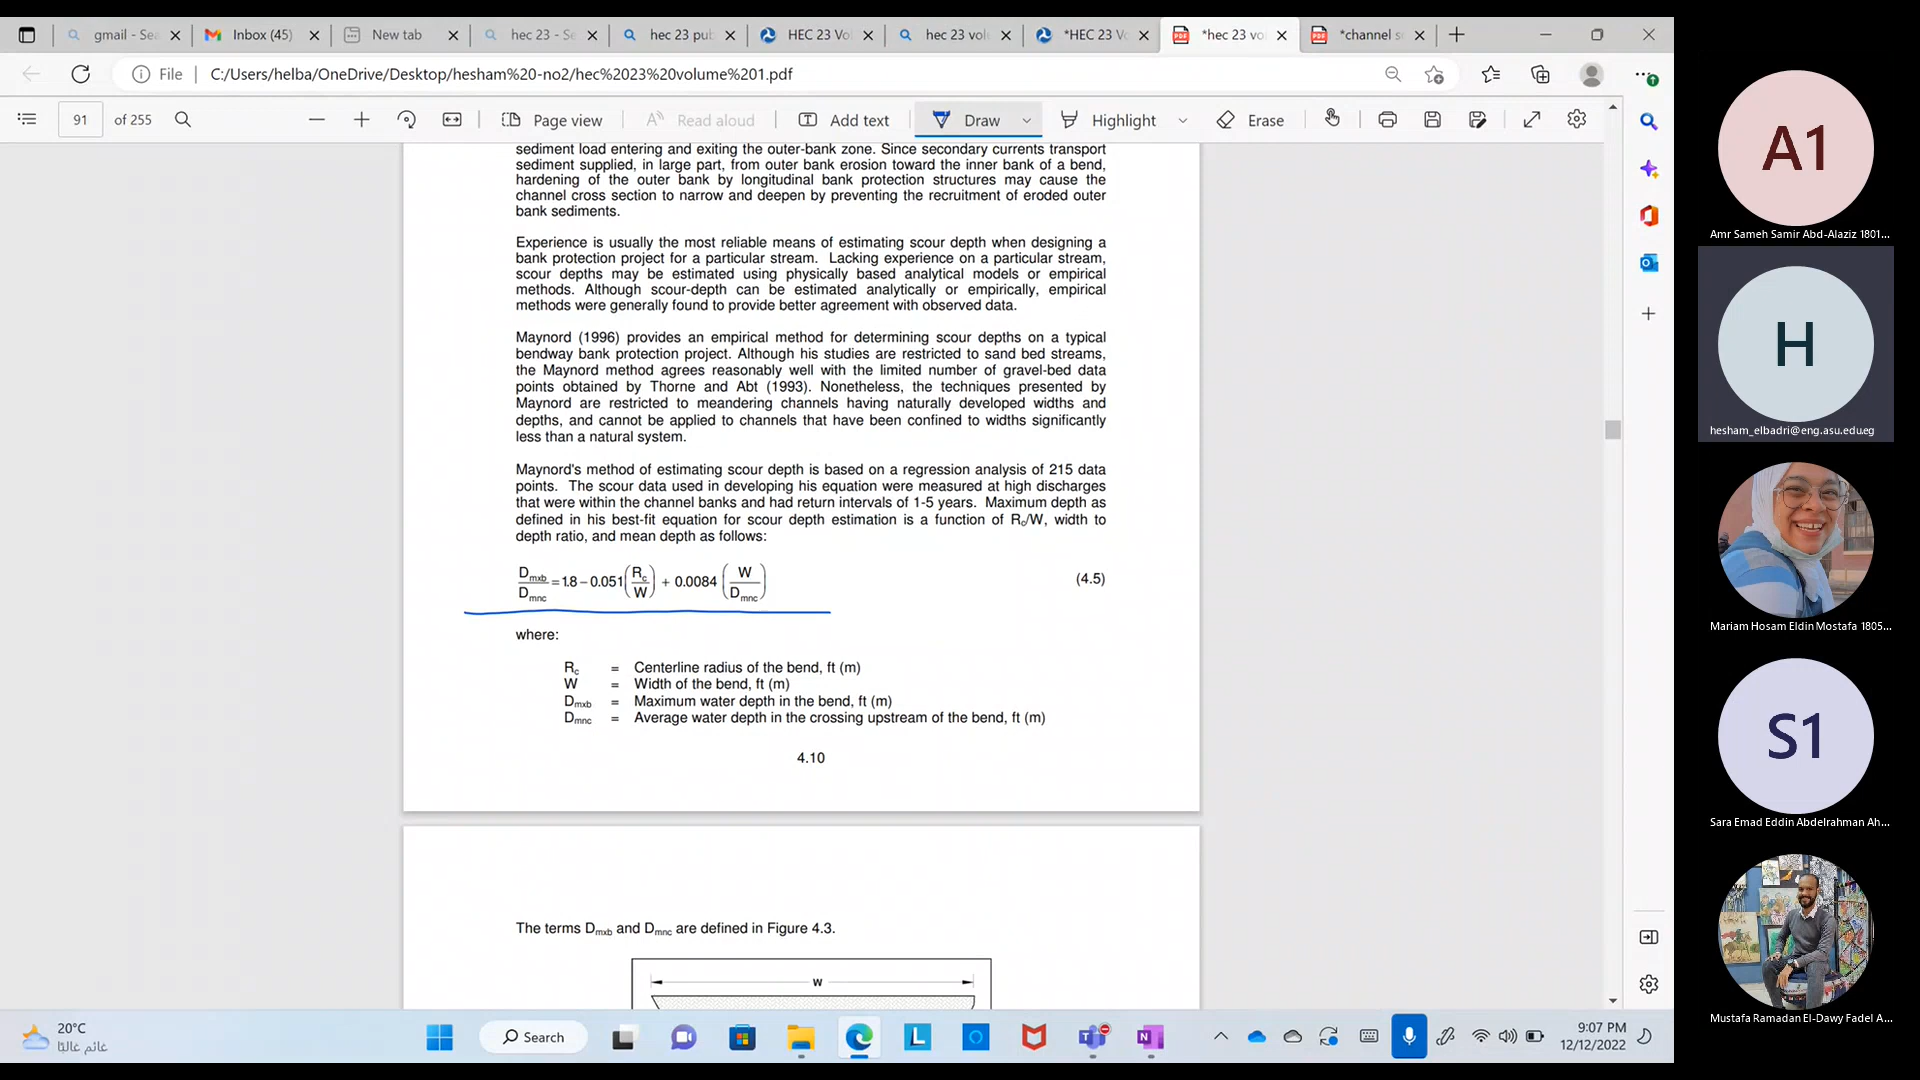 gmail - Sea
Inbox (45)
New tab
hec 23 - Se
hec 23 pub
HEC 23 Vo
hec 23 vol
*HEC 23 Vo
*hec 23 vo
*channel s
File
C:/Users/helba/OneDrive/Desktop/hesham%20-no2/hec%2023%20volume%201.pdf
91
of 255
Page view
Read aloud
Add text
Draw
Highlight
Erase
sediment load entering and exiting the outer-bank zone. Since secondary currents transport
sediment supplied, in large part, from outer bank erosion toward the inner bank of a bend,
hardening of the outer bank by longitudinal bank protection structures may cause the
channel cross section to narrow and deepen by preventing the recruitment of eroded outer
bank sediments.
Experience is usually the most reliable means of estimating scour depth when designing a
bank protection project for a particular stream. Lacking experience on a particular stream,
scour depths may be estimated using physically based analytical models or empirical
methods. Although scour-depth can be estimated analytically or empirically, empirical
methods were generally found to provide better agreement with observed data.
Maynord (1996) provides an empirical method for determining scour depths on a typical
bendway bank protection project. Although his studies are restricted to sand bed streams,
the Maynord method agrees reasonably well with the limited number of gravel-bed data
points obtained by Thorne and Abt (1993). Nonetheless, the techniques presented by
Maynord are restricted to meandering channels having naturally developed widths and
depths, and cannot be applied to channels that have been confined to widths significantly
less than a natural system.
Maynord's method of estimating scour depth is based on a regression analysis of 215 data
points. The scour data used in developing his equation were measured at high discharges
that were within the channel banks and had return intervals of 1-5 years. Maximum depth as
defined in his best-fit equation for scour depth estimation is a function of Rc/W, width to
depth ratio, and mean depth as follows:
Dmxb/Dmnc = 1.8 − 0.051 (Rc/W) + 0.0084 (W/Dmnc) (4.5)
where:
Rc = Centerline radius of the bend, ft (m)
W = Width of the bend, ft (m)
Dmxb = Maximum water depth in the bend, ft (m)
Dmnc = Average water depth in the crossing upstream of the bend, ft (m)
4.10
The terms Dmxb and Dmnc are defined in Figure 4.3.
W
A1
Amr Sameh Samir Abd-Alaziz 1801...
H
hesham_elbadri@eng.asu.edu.eg
Mariam Hosam Eldin Mostafa 1805...
S1
Sara Emad Eddin Abdelrahman Ah...
Mustafa Ramadan El-Dawy Fadel A...
20°C
غائم غالبًا
Search
9:07 PM
12/12/2022